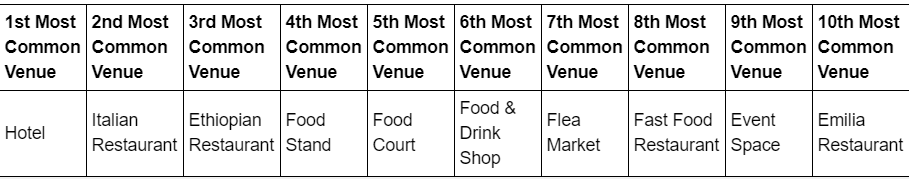 1st Most Common Venue
2nd Most Common Venue
3rd Most Common Venue
4th Most Common Venue
5th Most Common Venue
6th Most Common Venue
7th Most Common Venue
8th Most Common Venue
9th Most Common Venue
10th Most Common Venue
Hotel
Italian Restaurant
Ethiopian Restaurant
Food Stand
Food Court
Food & Drink Shop
Flea Market
Fast Food Restaurant
Event Space
Emilia Restaurant